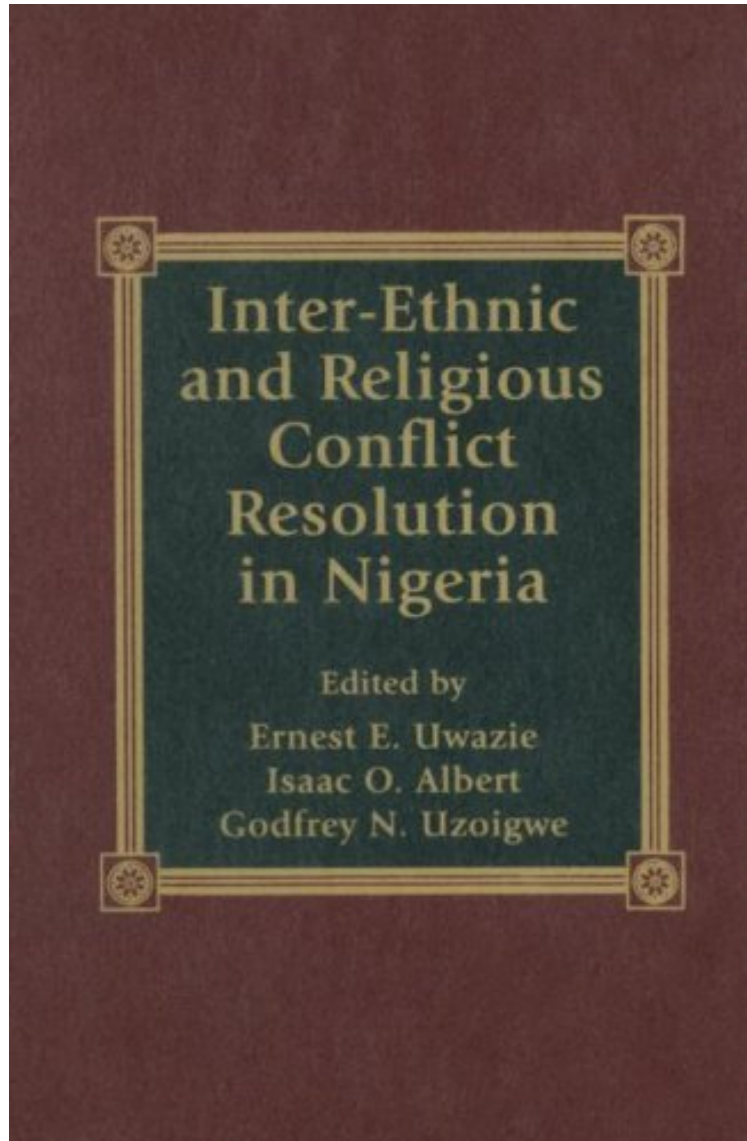 Inter-Ethnic
and Religious
Conflict
Resolution
in Nigeria
Edited by
Ernest E. Uwazie
Isaac O. Albert
Godfrey N. Uzoigwe